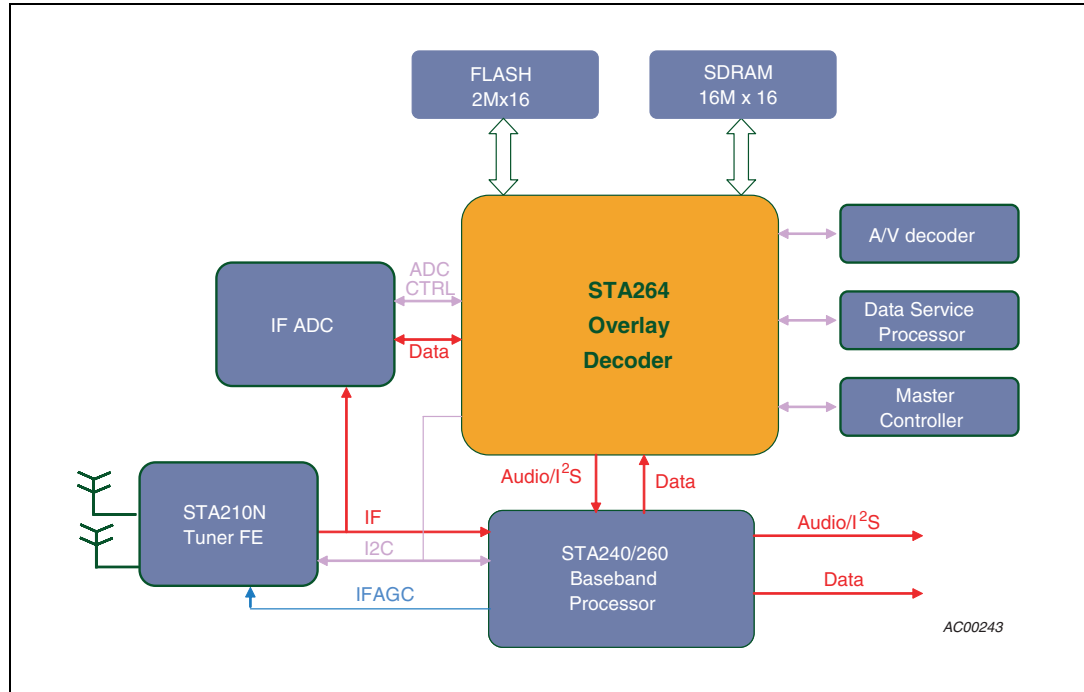 FLASH
2Mx16
SDRAM
16M x 16
A/V decoder
ADC
CTRL
STA264
Overlay
Decoder
IF ADC
Data
Data Service
Processor
Master
Controller
Audio/I²S
Data
STA210N
Tuner FE
IF
I2C
IFAGC
STA240/260
Baseband
Processor
Audio/I²S
Data
AC00243